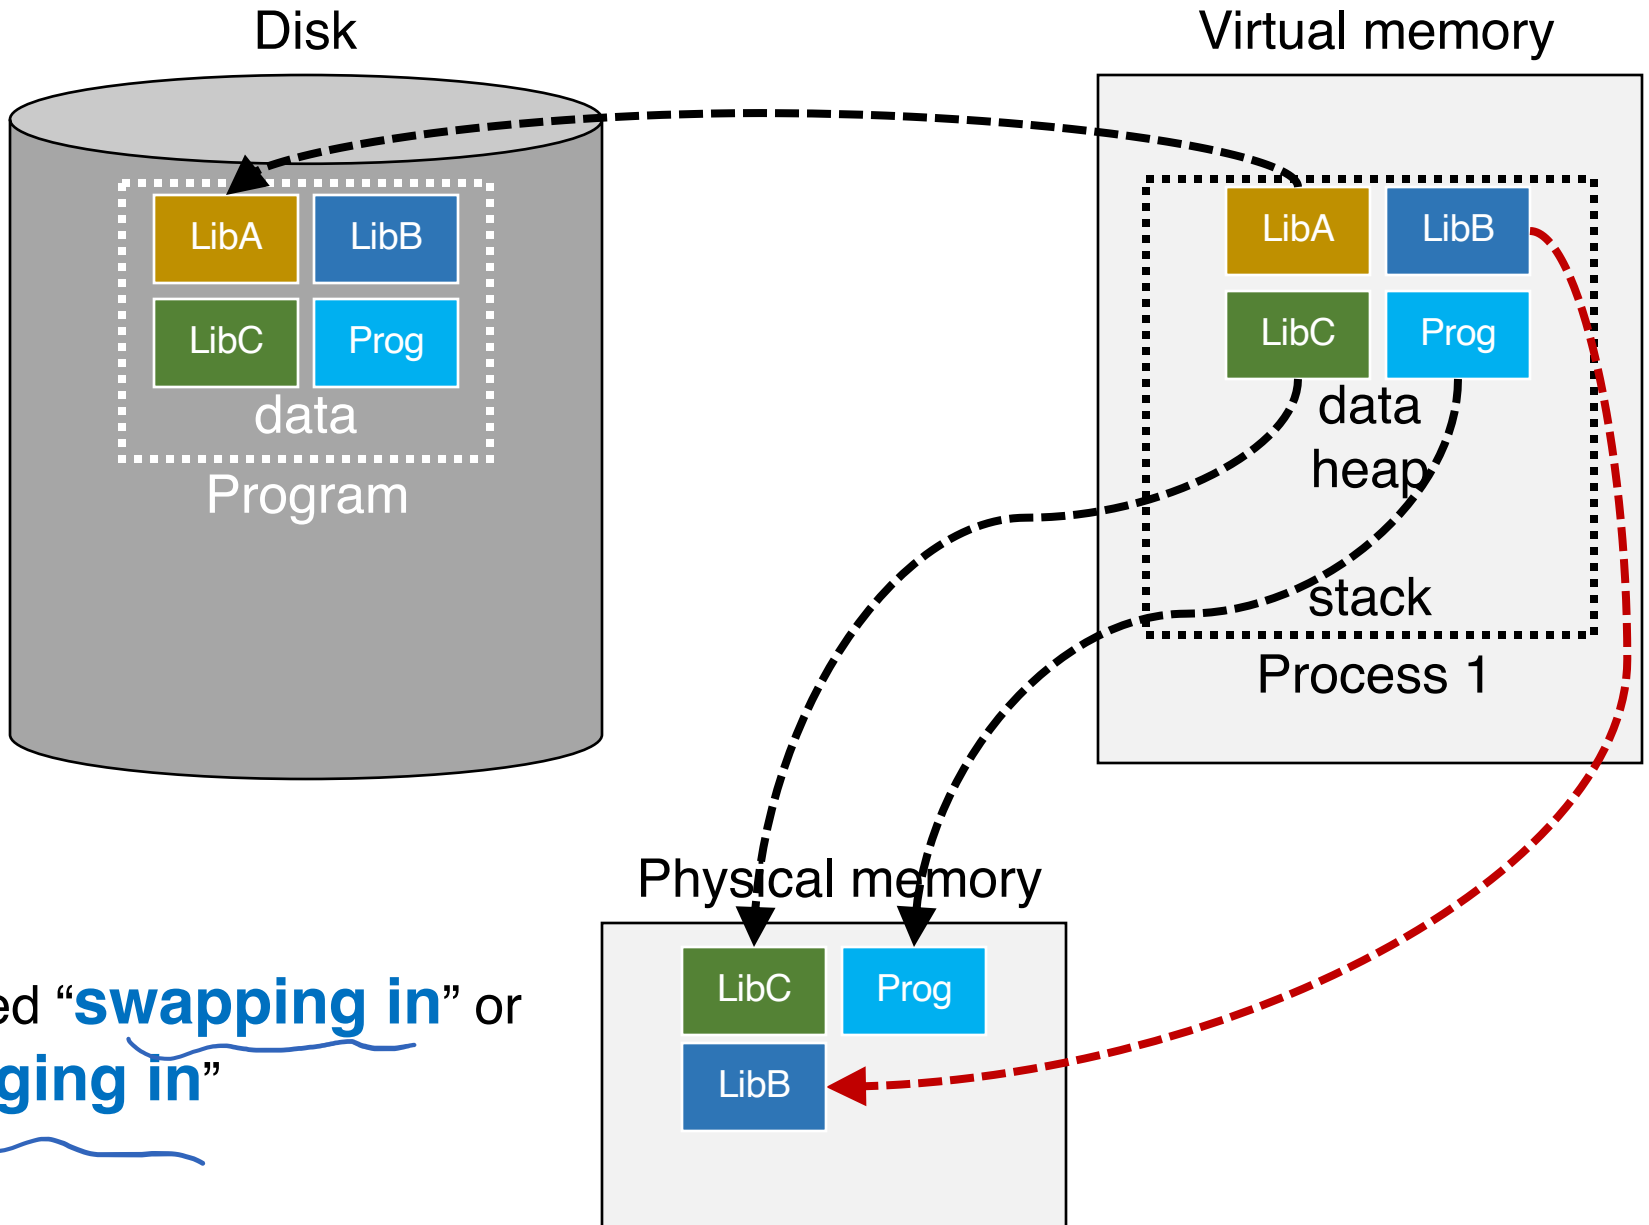 Disk
Virtual memory
LibA LibB
LibC Prog
data
Program
LibA LibB
LibC Prog
data
heap
stack
Process 1
Physical memory
LibC Prog
LibB
ed “swapping in” or
ging in”